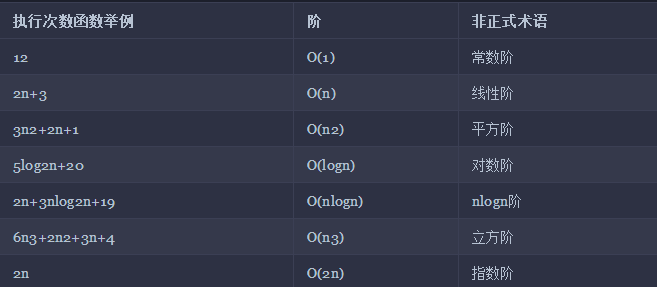 执行次数函数举例 阶 非正式术语
12 O(1) 常数阶
2n+3 O(n) 线性阶
3n2+2n+1 O(n2) 平方阶
5log2n+20 O(logn) 对数阶
2n+3nlog2n+19 O(nlogn) nlogn阶
6n3+2n2+3n+4 O(n3) 立方阶
2n O(2n) 指数阶